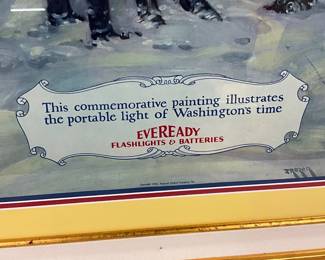 This commemorative painting illustrates
the portable light of Washington's time
EVEREADY
FLASHLIGHTS & BATTERIES